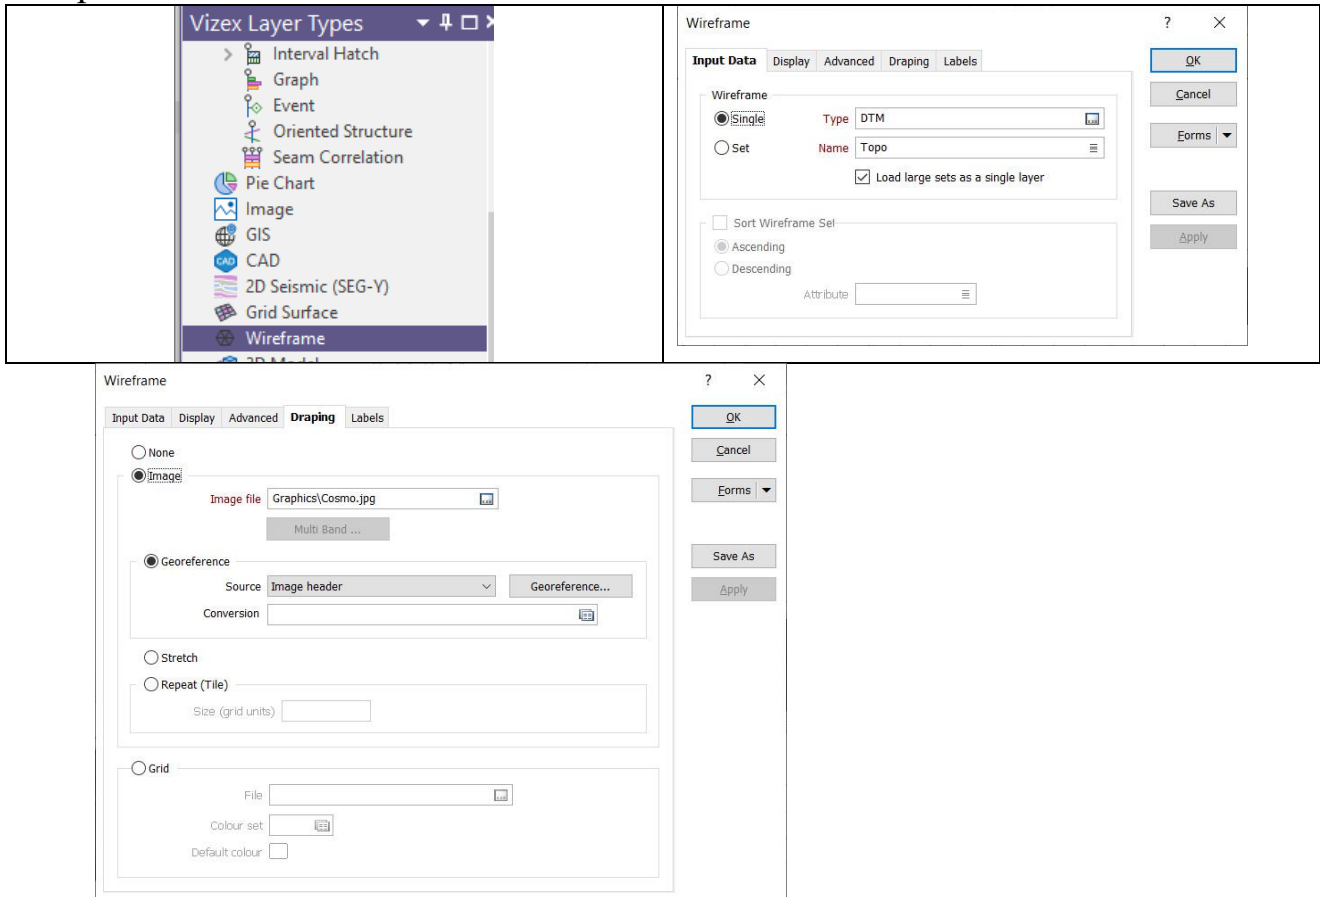 Vizex Layer Types
Interval Hatch
Graph
Event
Oriented Structure
Seam Correlation
Pie Chart
Image
GIS
CAD CAD
2D Seismic (SEG-Y)
Grid Surface
Wireframe
Wireframe ?
Input Data Display Advanced Draping Labels
OK
Wireframe
Cancel
Single Type DTM
Forms
Set Name Topo
Load large sets as a single layer
Save As
Sort Wireframe Set
Apply
Ascending
Descending
Attribute
Wireframe ?
Input Data Display Advanced Draping Labels
OK
None
Cancel
Image
Image file Graphics\Cosmo.jpg
Forms
Multi Band ...
Georeference
Save As
Source Image header Georeference...
Apply
Conversion
Stretch
Repeat (Tile)
Size (grid units)
Grid
File
Colour set
Default colour